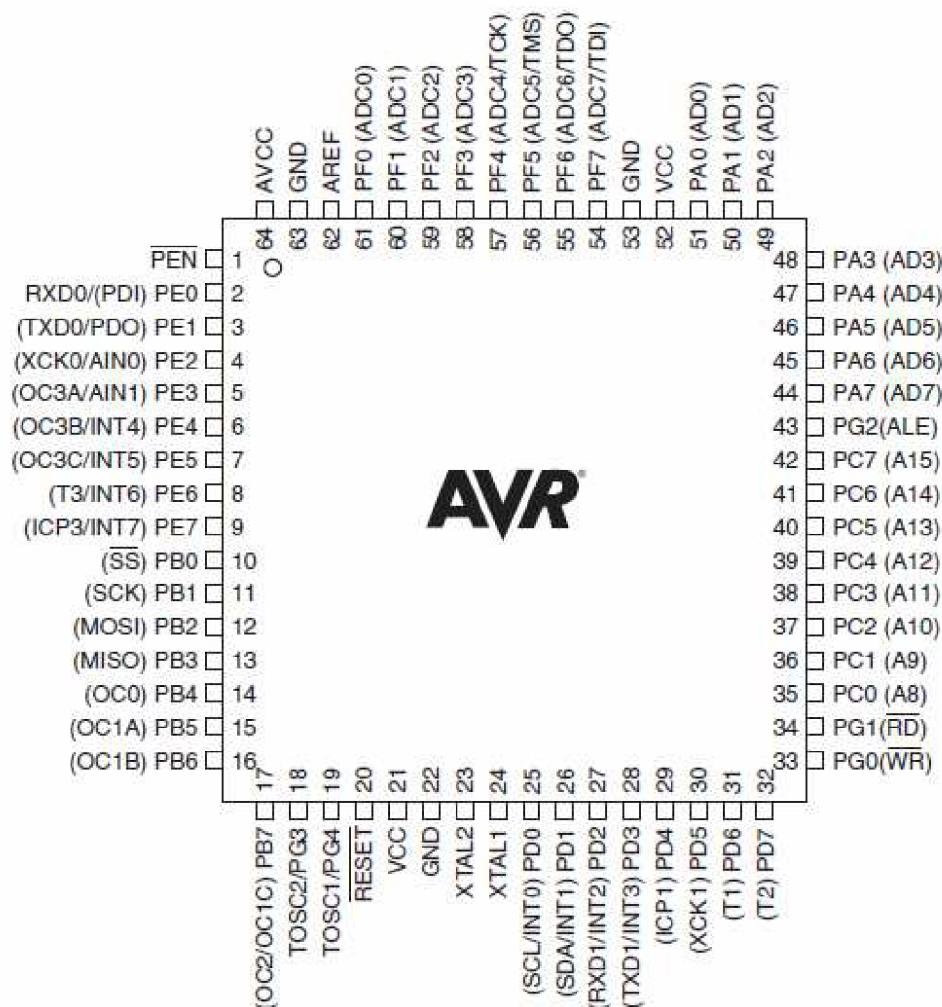 AVCC
GND
AREF
PF0 (ADC0)
PF1 (ADC1)
PF2 (ADC2)
PF3 (ADC3)
PF4 (ADC4/TCK)
PF5 (ADC5/TMS)
PF6 (ADC6/TDO)
PF7 (ADC7/TDI)
GND
VCC
PA0 (AD0)
PA1 (AD1)
PA2 (AD2)
64
63
62
61
60
59
58
57
56
55
54
53
52
51
50
49
PEN 1
RXD0/(PDI) PE0 2
(TXD0/PDO) PE1 3
(XCK0/AIN0) PE2 4
(OC3A/AIN1) PE3 5
(OC3B/INT4) PE4 6
(OC3C/INT5) PE5 7
(T3/INT6) PE6 8
(ICP3/INT7) PE7 9
(SS) PB0 10
(SCK) PB1 11
(MOSI) PB2 12
(MISO) PB3 13
(OC0) PB4 14
(OC1A) PB5 15
(OC1B) PB6 16
AVR®
48 PA3 (AD3)
47 PA4 (AD4)
46 PA5 (AD5)
45 PA6 (AD6)
44 PA7 (AD7)
43 PG2(ALE)
42 PC7 (A15)
41 PC6 (A14)
40 PC5 (A13)
39 PC4 (A12)
38 PC3 (A11)
37 PC2 (A10)
36 PC1 (A9)
35 PC0 (A8)
34 PG1(RD)
33 PG0(WR)
17
18
19
20
21
22
23
24
25
26
27
28
29
30
31
32
(OC2/OC1C) PB7
TOSC2/PG3
TOSC1/PG4
RESET
VCC
GND
XTAL2
XTAL1
(SCL/INT0) PD0
(SDA/INT1) PD1
(RXD1/INT2) PD2
(TXD1/INT3) PD3
(ICP1) PD4
(XCK1) PD5
(T1) PD6
(T2) PD7